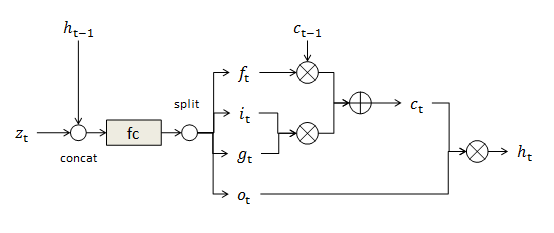 h_{t-1}
c_{t-1}
f_t
split
i_t
c_t
z_t
fc
concat
g_t
h_t
o_t